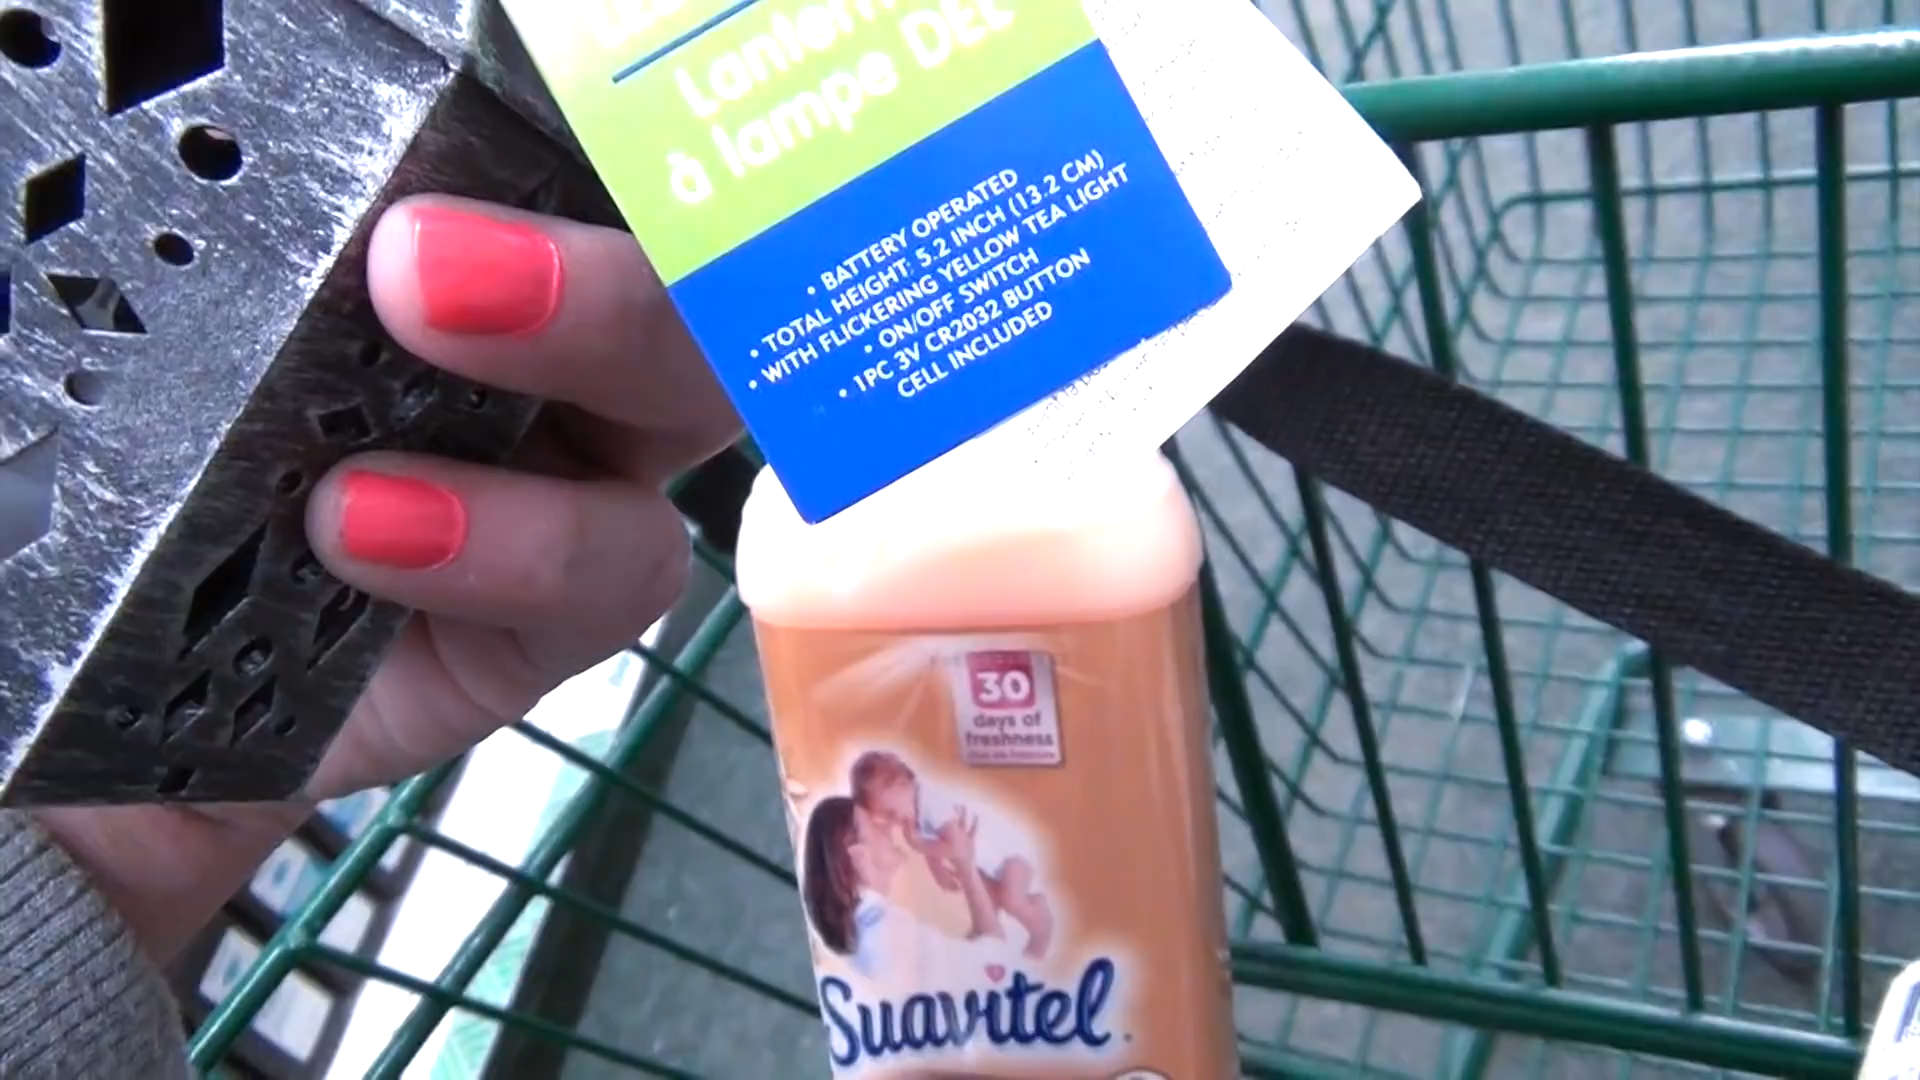 Lantern
à lampe DEL
• BATTERY OPERATED
• TOTAL HEIGHT: 5.2 INCH (13.2 CM)
• WITH FLICKERING YELLOW TEA LIGHT
• ON/OFF SWITCH
• 1PC 3V CR2032 BUTTON
CELL INCLUDED
30
days of
freshness
Suavitel